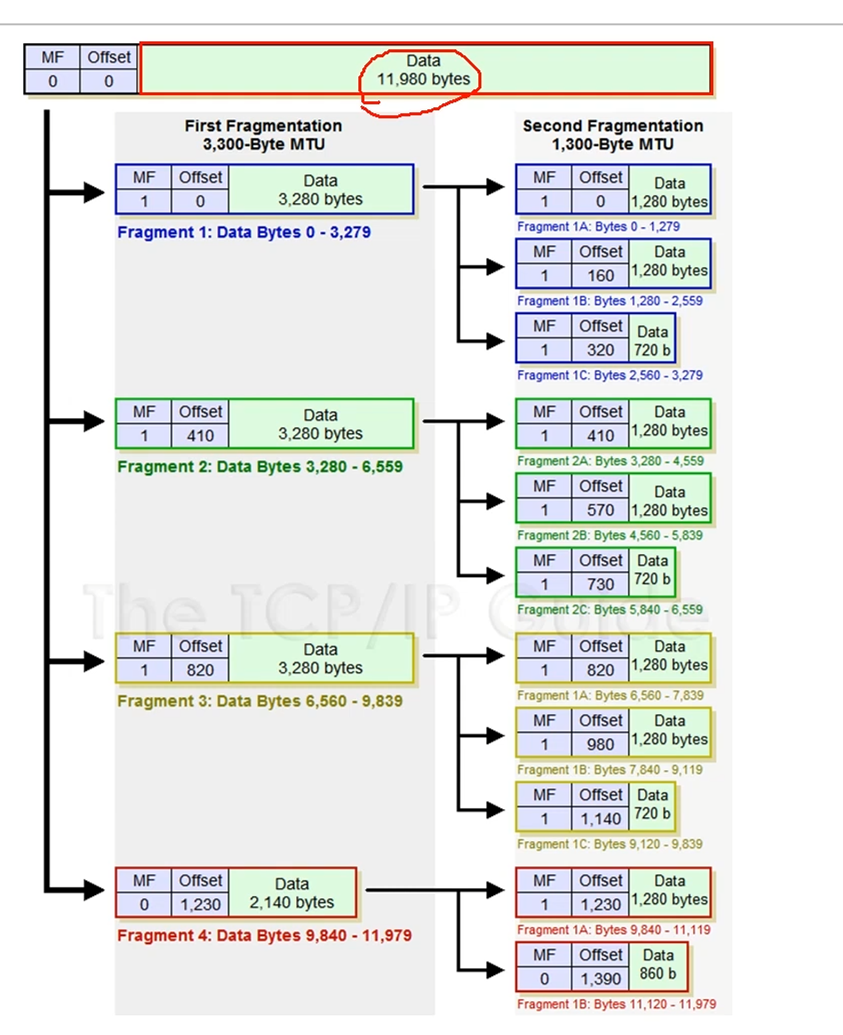 MF Offset Data
0 0 11,980 bytes
First Fragmentation
3,300-Byte MTU
Second Fragmentation
1,300-Byte MTU
MF Offset Data
1 0 3,280 bytes
Fragment 1: Data Bytes 0 - 3,279
MF Offset Data
1 0 1,280 bytes
Fragment 1A: Bytes 0 - 1,279
MF Offset Data
1 160 1,280 bytes
Fragment 1B: Bytes 1,280 - 2,559
MF Offset Data
1 320 720 b
Fragment 1C: Bytes 2,560 - 3,279
MF Offset Data
1 410 3,280 bytes
Fragment 2: Data Bytes 3,280 - 6,559
MF Offset Data
1 410 1,280 bytes
Fragment 2A: Bytes 3,280 - 4,559
MF Offset Data
1 570 1,280 bytes
Fragment 2B: Bytes 4,560 - 5,839
MF Offset Data
1 730 720 b
Fragment 2C: Bytes 5,840 - 6,559
The TCP/IP Guide
MF Offset Data
1 820 3,280 bytes
Fragment 3: Data Bytes 6,560 - 9,839
MF Offset Data
1 820 1,280 bytes
Fragment 1A: Bytes 6,560 - 7,839
MF Offset Data
1 980 1,280 bytes
Fragment 1B: Bytes 7,840 - 9,119
MF Offset Data
1 1,140 720 b
Fragment 1C: Bytes 9,120 - 9,839
MF Offset Data
0 1,230 2,140 bytes
Fragment 4: Data Bytes 9,840 - 11,979
MF Offset Data
1 1,230 1,280 bytes
Fragment 1A: Bytes 9,840 - 11,119
MF Offset Data
0 1,390 860 b
Fragment 1B: Bytes 11,120 - 11,979